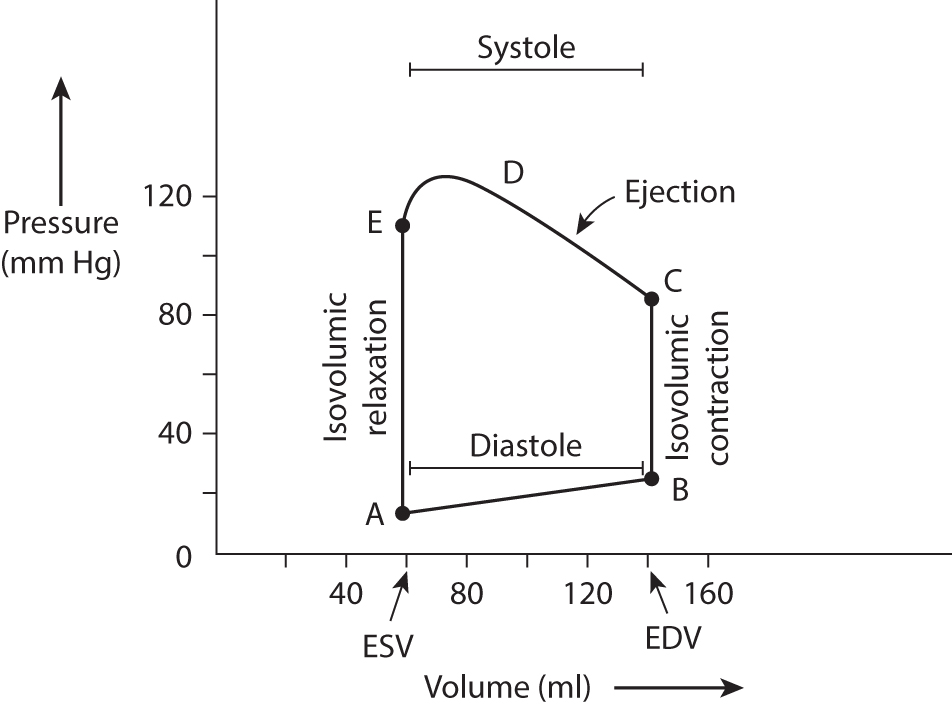 Systole
D
120
Ejection
Pressure
(mm Hg)
E
C
80
Isovolumic
relaxation
Isovolumic
contraction
40
Diastole
A
B
0
40
80
120
160
ESV
EDV
Volume (ml)